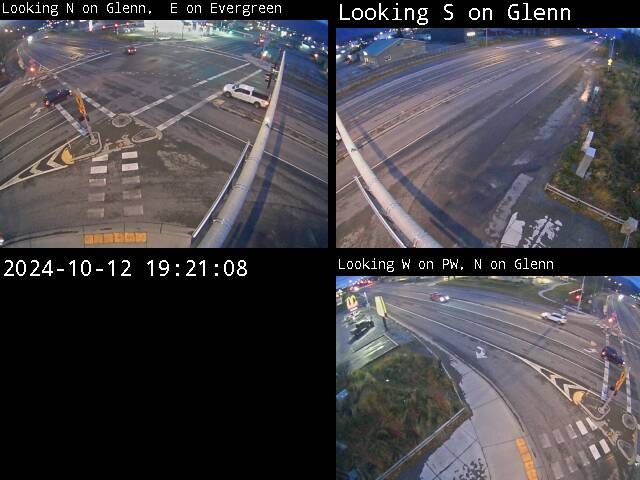 Looking N on Glenn, E on Evergreen
Looking S on Glenn
2024-10-12 19:21:08
Looking W on PW, N on Glenn